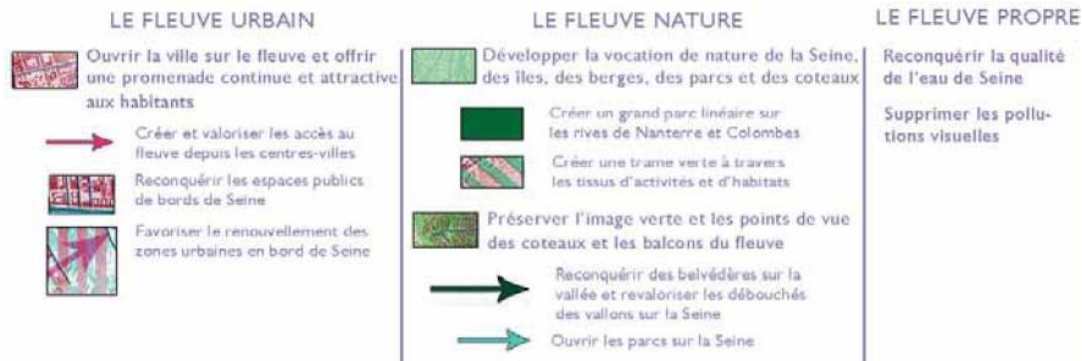 LE FLEUVE URBAIN
Ouvrir la ville sur le fleuve et offrir
une promenade continue et attractive
aux habitants
Créer et valoriser les accès au
fleuve depuis les centres-villes
Reconquérir les espaces publics
de bords de Seine
Favoriser le renouvellement des
zones urbaines en bord de Seine
LE FLEUVE NATURE
Développer la vocation de nature de la Seine,
des îles, des berges, des parcs et des coteaux
Créer un grand parc linéaire sur
les rives de Nanterre et Colombes
Créer une trame verte à travers
les tissus d'activités et d'habitats
Préserver l'image verte et les points de vue
des coteaux et les balcons du fleuve
Reconquérir des belvédères sur la
vallée et revaloriser les débouchés
des vallons sur la Seine
Ouvrir les parcs sur la Seine
LE FLEUVE PROPRE
Reconquérir la qualité
de l'eau de Seine
Supprimer les pollu-
tions visuelles